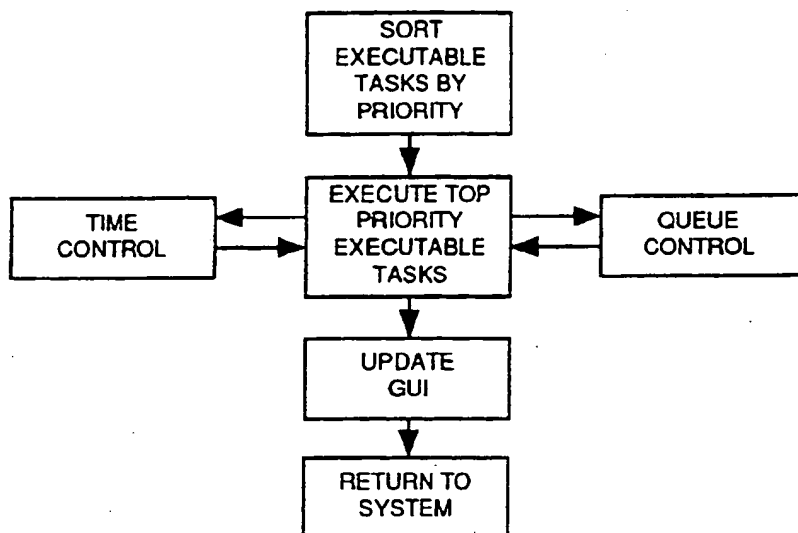 SORT
EXECUTABLE
TASKS BY
PRIORITY
EXECUTE TOP
PRIORITY
EXECUTABLE
TASKS
TIME
CONTROL
QUEUE
CONTROL
UPDATE
GUI
RETURN TO
SYSTEM